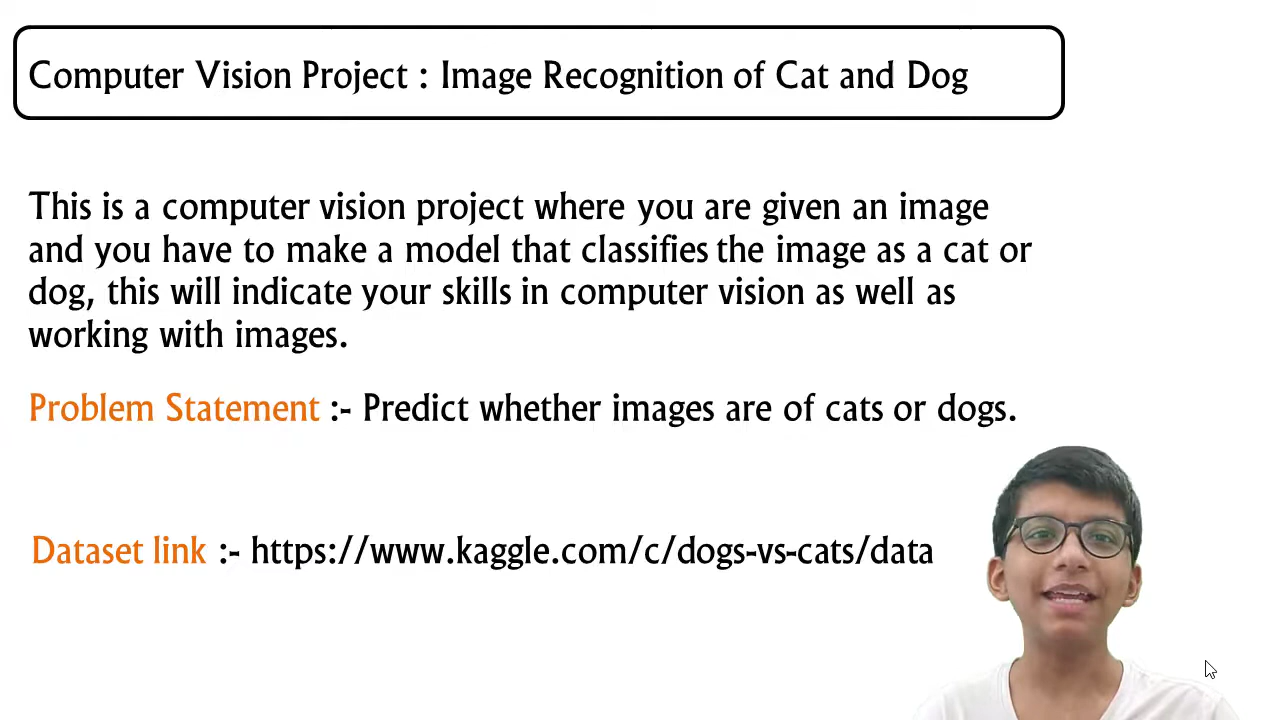 Computer Vision Project : Image Recognition of Cat and Dog
This is a computer vision project where you are given an image
and you have to make a model that classifies the image as a cat or
dog, this will indicate your skills in computer vision as well as
working with images.
Problem Statement :- Predict whether images are of cats or dogs.
Dataset link :- https://www.kaggle.com/c/dogs-vs-cats/data